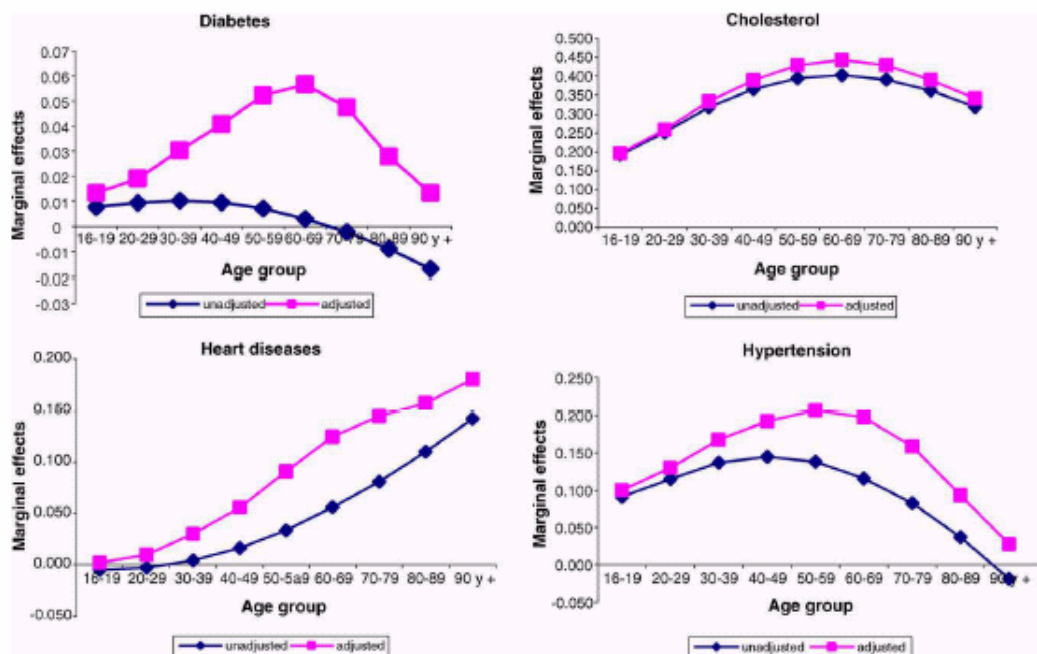 Diabetes
0.07
0.06
0.05
0.04
0.03
0.02
0.01
0
-0.01
-0.02
-0.03
Marginal effects
16-19 20-29 30-39 40-49 50-59 60-69 70-79 80-89 90 y +
Age group
unadjusted adjusted
Cholesterol
0.500
0.450
0.400
0.350
0.300
0.250
0.200
0.150
0.100
0.050
0.000
Marginal effects
16-19 20-29 30-39 40-49 50-59 60-69 70-79 80-89 90 y +
Age group
unadjusted adjusted
Heart diseases
0.200
0.150
0.100
0.050
0.000
-0.050
Marginal effects
16-19 20-29 30-39 40-49 50-5a9 60-69 70-79 80-89 90 y +
Age group
unadjusted adjusted
Hypertension
0.250
0.200
0.150
0.100
0.050
0.000
-0.050
Marginal effects
16-19 20-29 30-39 40-49 50-59 60-69 70-79 80-89 90 y +
Age group
unadjusted adjusted